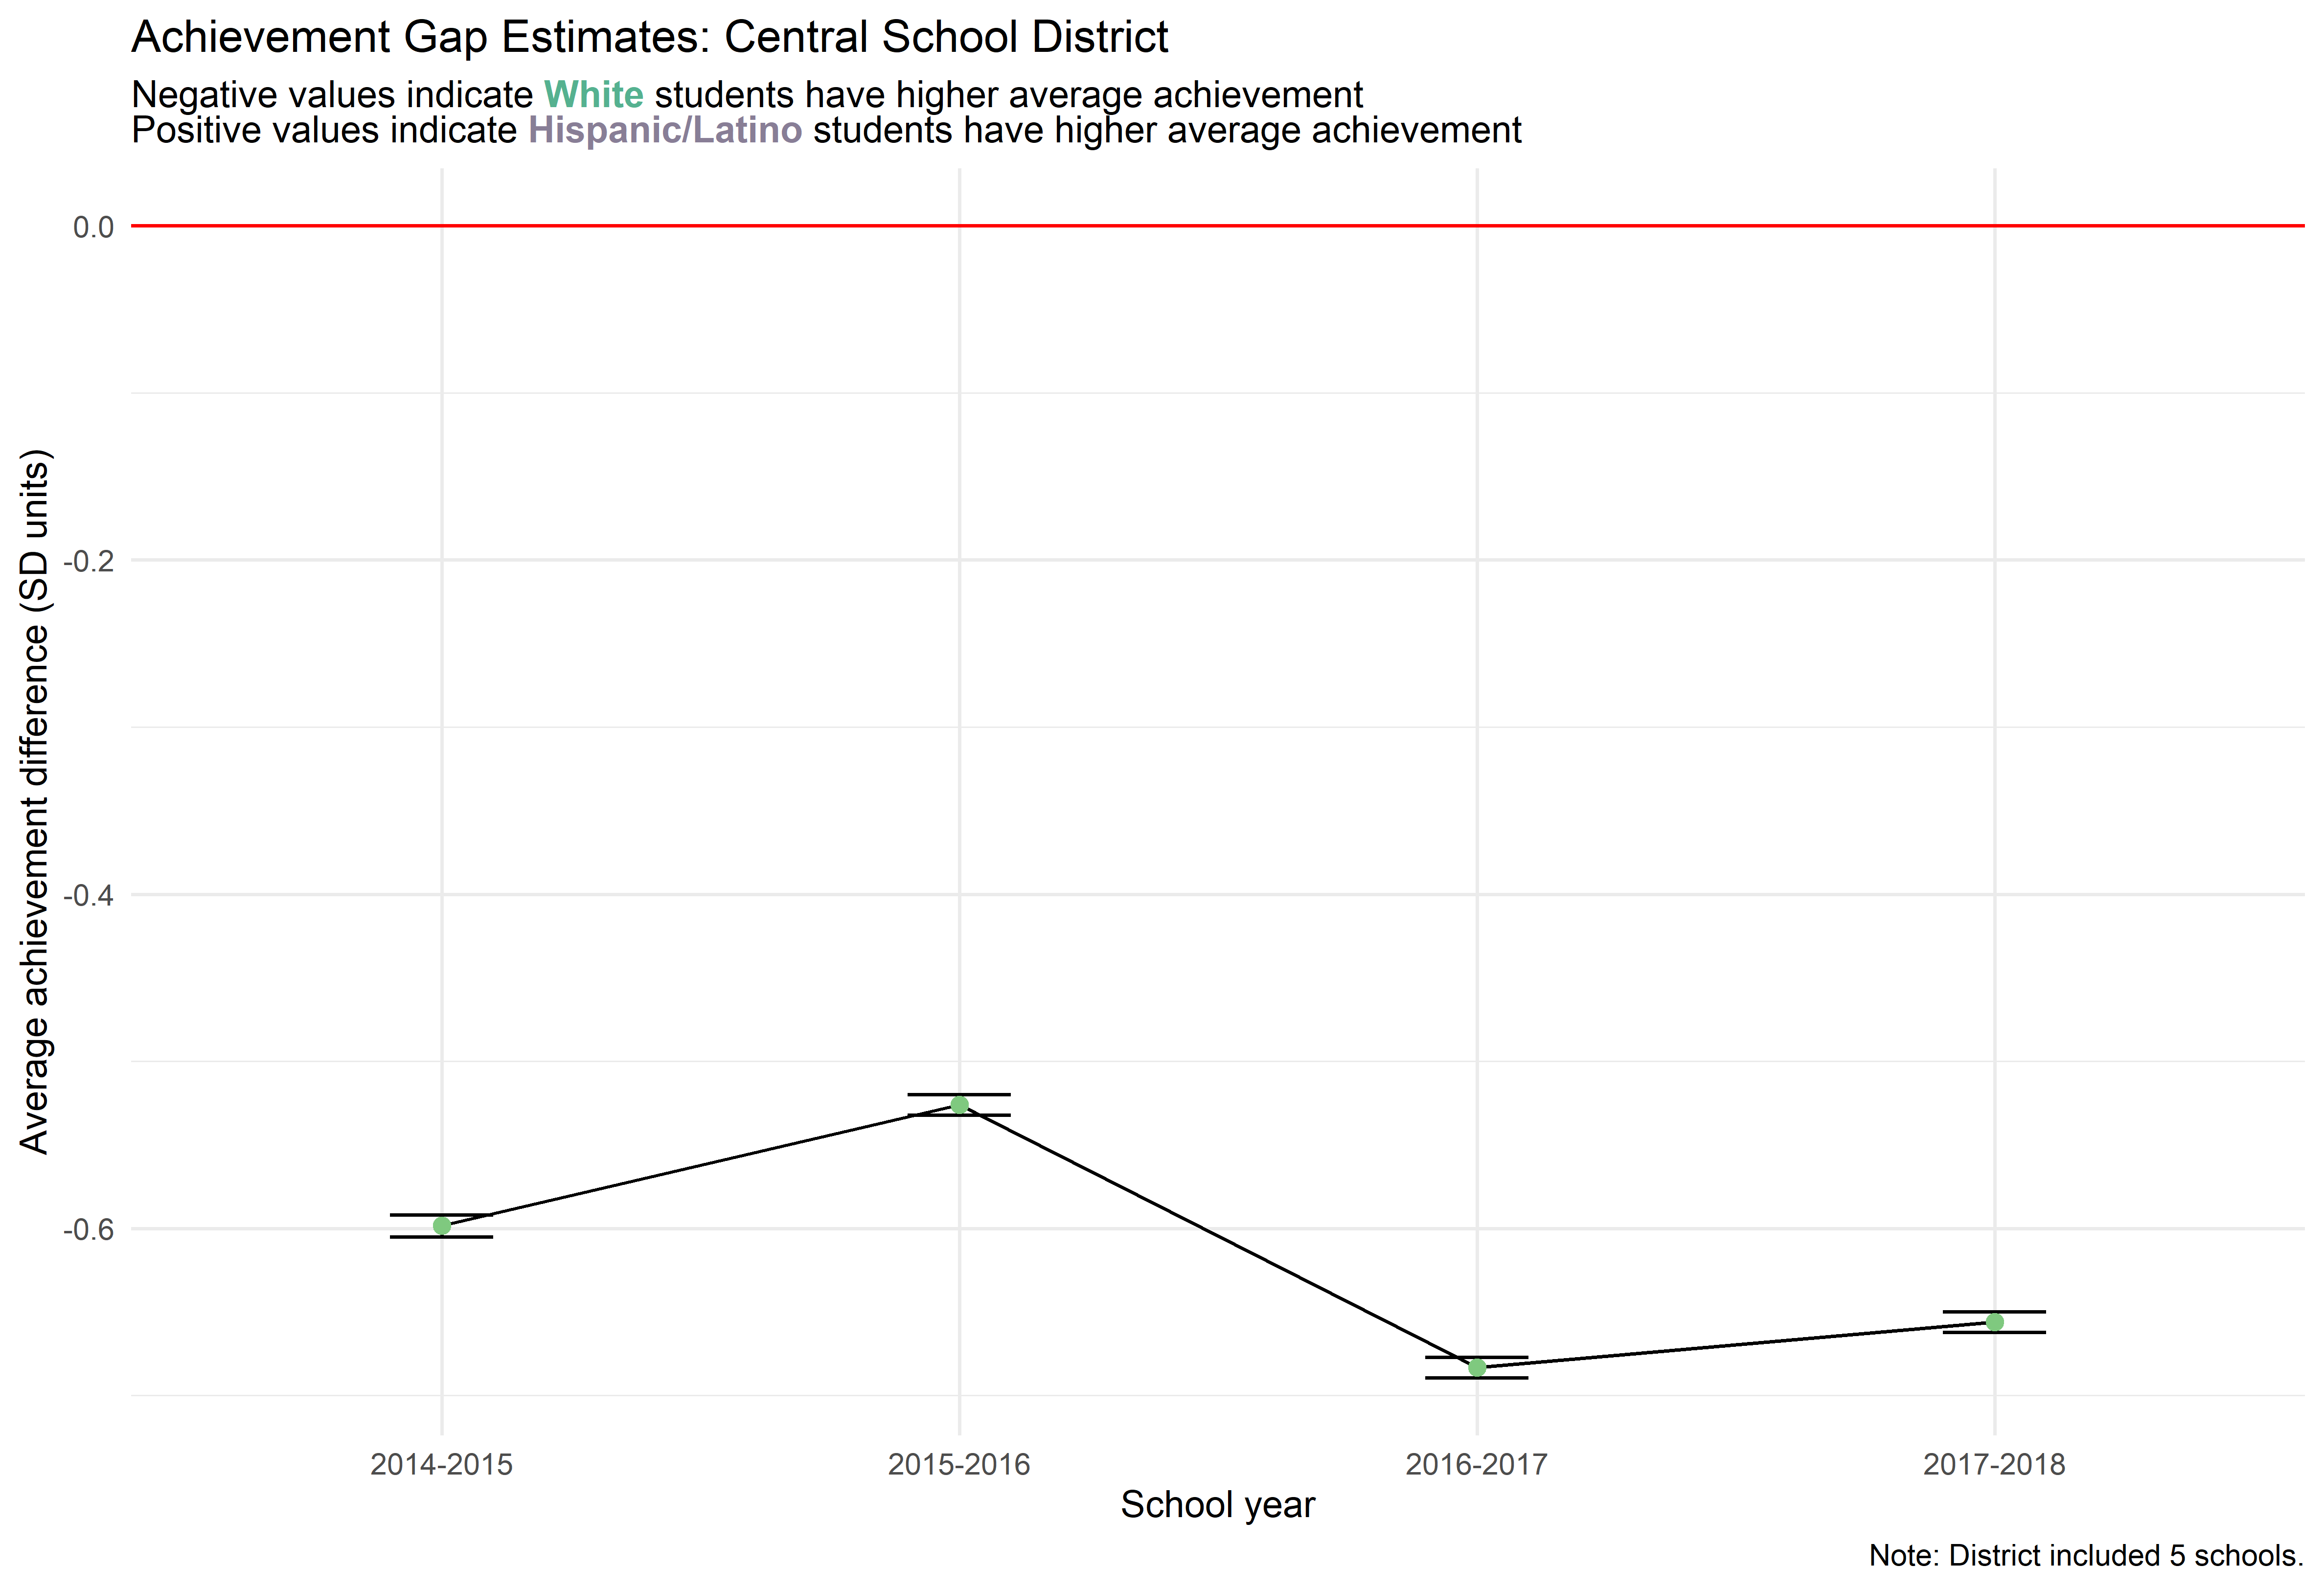 Achievement Gap Estimates: Central School District
Negative values indicate White students have higher average achievement
Positive values indicate Hispanic/Latino students have higher average achievement
Average achievement difference (SD units)
0.0
-0.2
-0.4
-0.6
2014-2015
2015-2016
2016-2017
2017-2018
School year
Note: District included 5 schools.